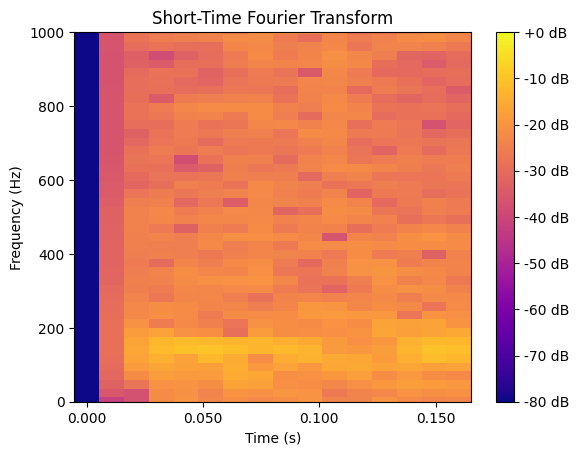 Short-Time Fourier Transform
Frequency (Hz)
1000
800
600
400
200
0
0.000
0.050
0.100
0.150
Time (s)
+0 dB
-10 dB
-20 dB
-30 dB
-40 dB
-50 dB
-60 dB
-70 dB
-80 dB